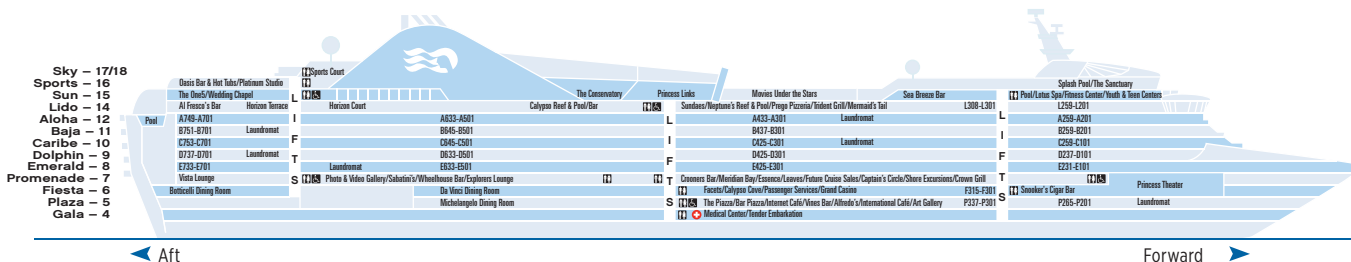 Sky – 17/18 Sports Court
Sports – 16 Oasis Bar & Hot Tubs/Platinum Studio Splash Pool/The Sanctuary
Sun – 15 The One5/Wedding Chapel The Conservatory Princess Links Movies Under the Stars Sea Breeze Bar Pool/Lotus Spa/Fitness Center/Youth & Teen Centers
Lido – 14 Al Fresco's Bar Horizon Terrace Horizon Court Calypso Reef & Pool/Bar Sundaes/Neptune's Reef & Pool/Prego Pizzeria/Trident Grill/Mermaid's Tail L308-L301 L259-L201
Aloha – 12 Pool A749-A701 A633-A501 A433-A301 Laundromat A259-A201
Baja – 11 B751-B701 Laundromat B645-B501 B437-B301 B259-B201
Caribe – 10 C753-C701 C645-C501 C425-C301 Laundromat C259-C101
Dolphin – 9 D737-D701 Laundromat D633-D501 D425-D301 D237-D101
Emerald – 8 E733-E701 Laundromat E633-E501 E425-E301 E231-E101
Promenade – 7 Vista Lounge Photo & Video Gallery/Sabatini's/Wheelhouse Bar/Explorers Lounge Crooners Bar/Meridian Bay/Essence/Leaves/Future Cruise Sales/Captain's Circle/Shore Excursions/Crown Grill Princess Theater
Fiesta – 6 Botticelli Dining Room Da Vinci Dining Room Facets/Calypso Cove/Passenger Services/Grand Casino F315-F301 Snooker's Cigar Bar
Plaza – 5 Michelangelo Dining Room The Piazza/Bar Piazza/Internet Café/Vines Bar/Alfredo's/International Café/Art Gallery P337-P301 P265-P201 Laundromat
Gala – 4 Medical Center/Tender Embarkation
LIFTS
LIFTS
LIFTS
Aft Forward